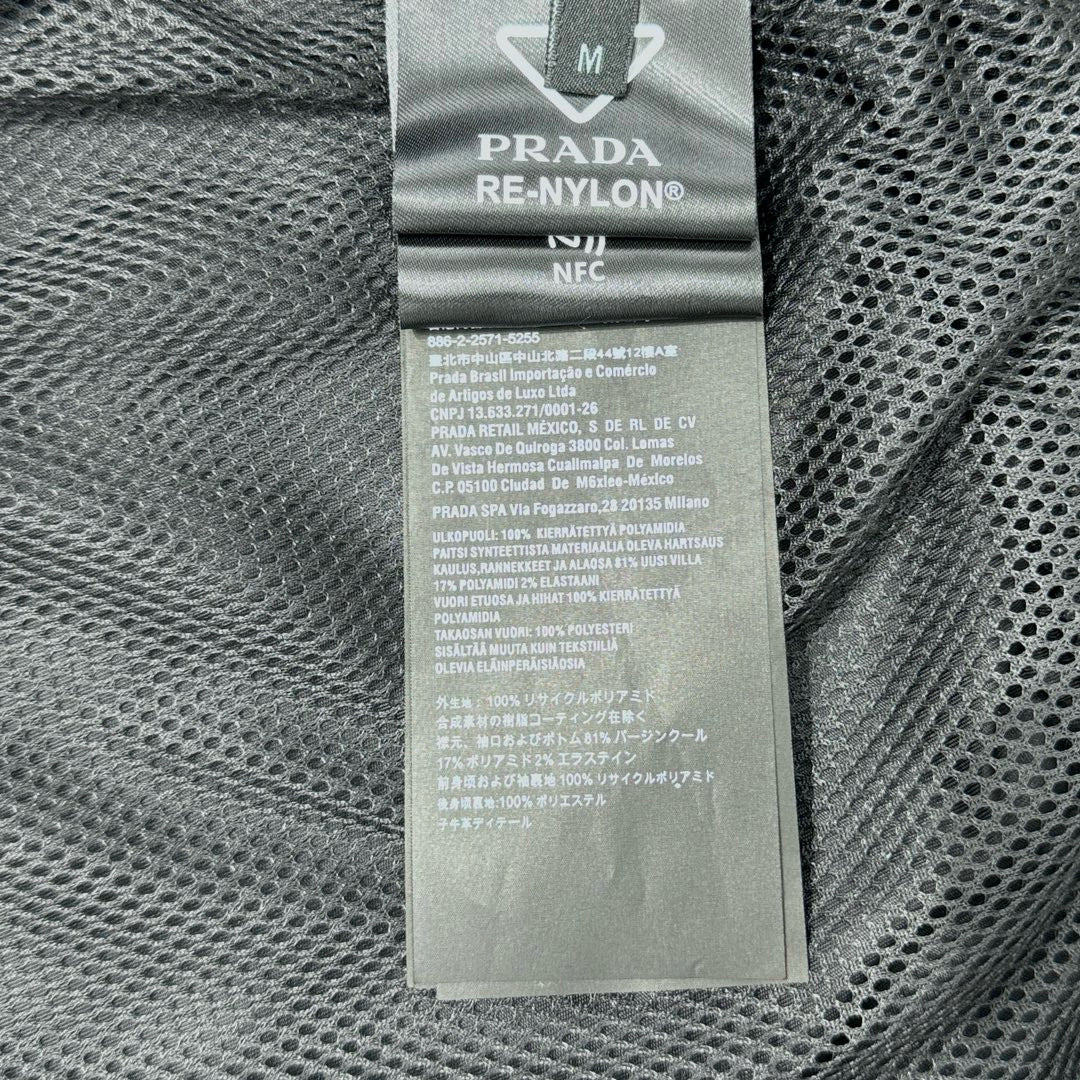 M
PRADA
RE-NYLON®
NFC
886-2-2571-5255
臺北市中山區中山北路二段44號12樓A室
Prada Brasil Importação e Comércio
de Artigos de Luxo Ltda
CNPJ 13.633.271/0001-26
PRADA RETAIL MÉXICO, S DE RL DE CV
AV. Vasco De Quiroga 3800 Col. Lomas
De Vista Hermosa Cuallmalpa De Morelos
C.P. 05100 Cludad De M6xleo-México
PRADA SPA Via Fogazzaro,28 20135 Milano
ULKOPUOLI: 100% KIERRÄTETTYÄ POLYAMIDIA
PAITSI SYNTEETTISTA MATERIAALIA OLEVA HARTSAUS
KAULUS,RANNEKKEET JA ALAOSA 81% UUSI VILLA
17% POLYAMIDI 2% ELASTAANI
VUORI ETUOSA JA HIHAT 100% KIERRÄTETTYÄ
POLYAMIDIA
TAKAOSAN VUORI: 100% POLYESTERI
SISÄLTÄÄ MUUTA KUIN TEKSTIILIÄ
OLEVIA ELÄINPERÄISIÄOSIA
外生地: 100% リサイクルポリアミド
合成素材の樹脂コーティング在除く
襟元、袖口およびボトム81% バージンクール
17% ポリアミド2% エラステイン
前身頃および袖裏地 100% リサイクルポリアミド
後身頃裏地:100% ポリエステル
子牛革ディテール